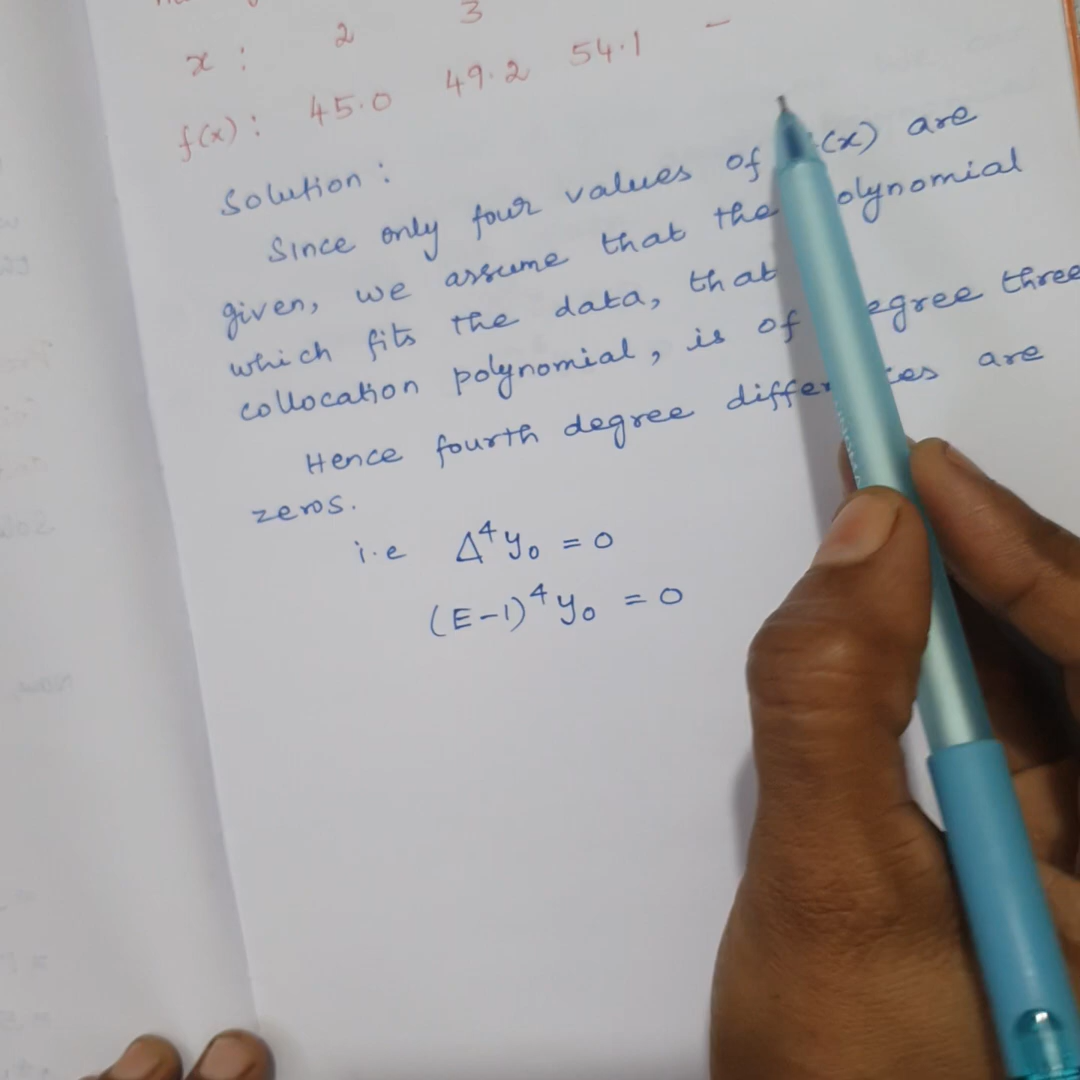 x : 2 3
f(x) : 45.0 49.2 54.1 –
Solution :
Since only four values of (x) are
given, we assume that the olynomial
which fits the data, that
collocation polynomial, is of egree three
Hence fourth degree are
zeros.
i.e Δ⁴y₀ = 0
(E-1)⁴y₀ = 0